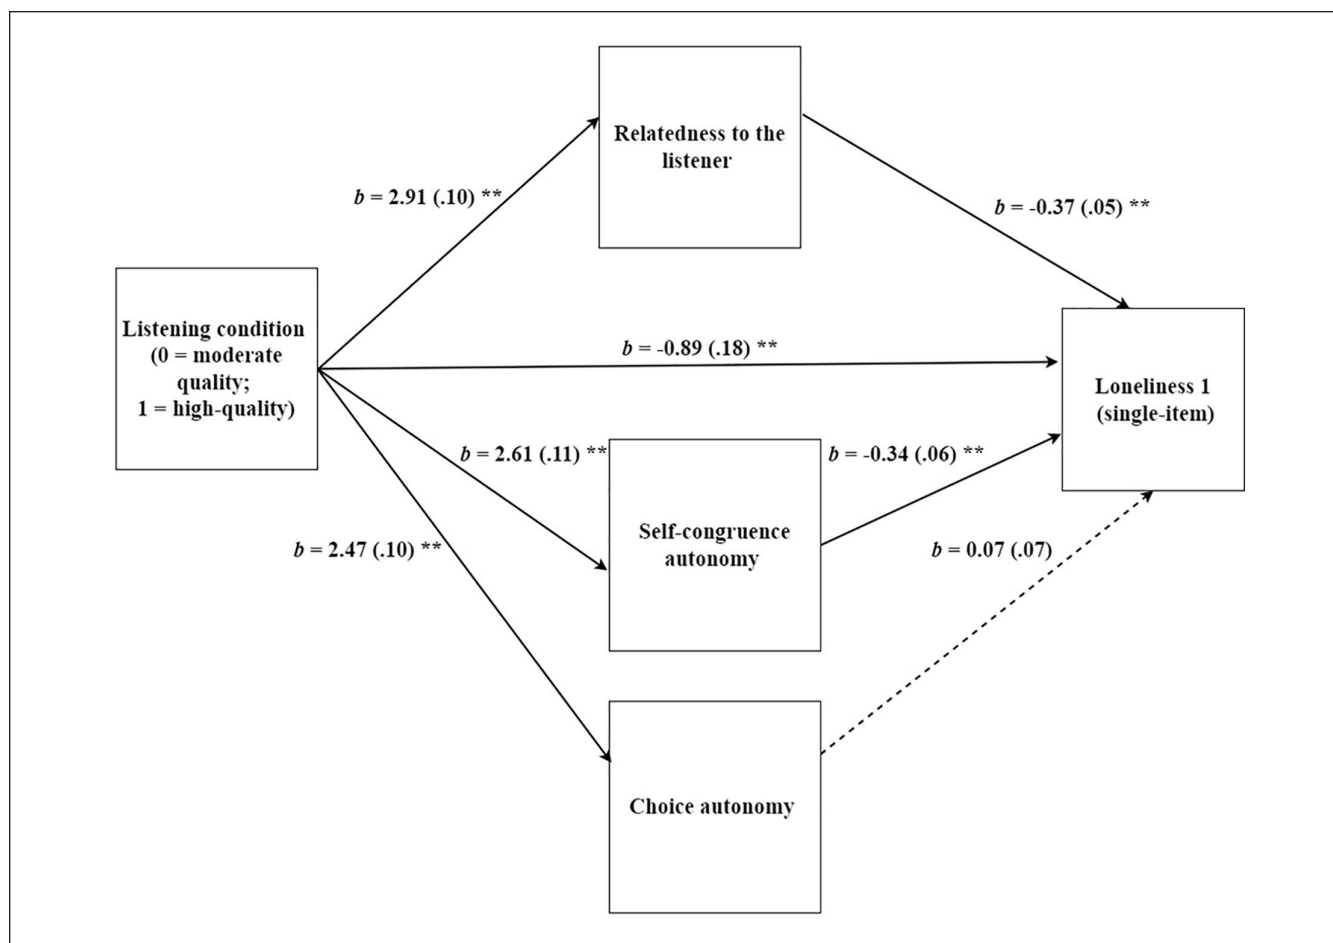 Relatedness to the
listener
b = 2.91 (.10) **
b = -0.37 (.05) **
Listening condition
(0 = moderate
quality;
1 = high-quality)
b = -0.89 (.18) **
Loneliness 1
(single-item)
b = 2.61 (.11) **
b = -0.34 (.06) **
Self-congruence
autonomy
b = 2.47 (.10) **
b = 0.07 (.07)
Choice autonomy